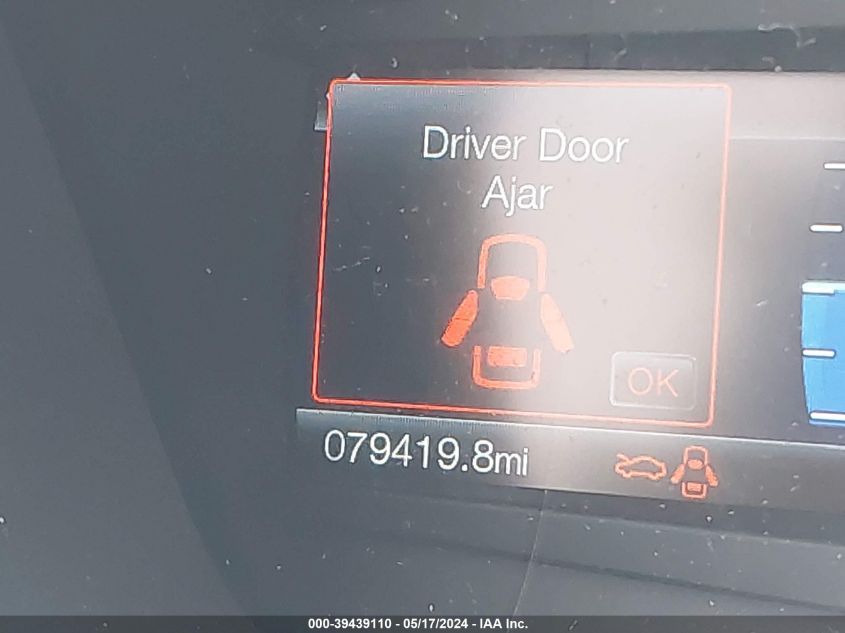 Driver Door
Ajar
OK
079419.8mi
000-39439110 - 05/17/2024 - IAA Inc.